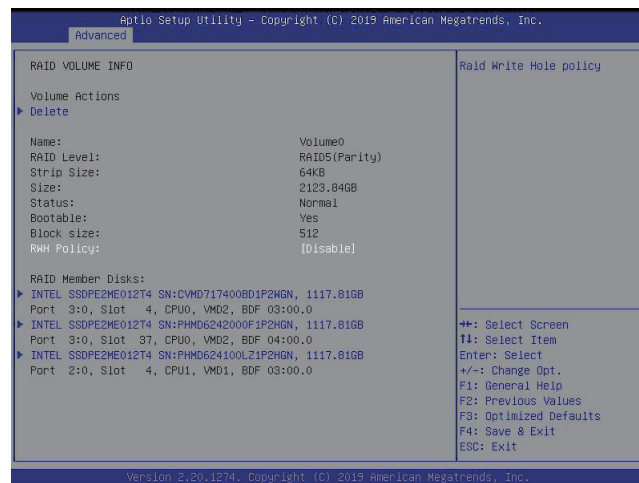 Aptio Setup Utility – Copyright (C) 2019 American Megatrends, Inc.
Advanced
RAID VOLUME INFO
Volume Actions
Delete
Name: Volume0
RAID Level: RAID5(Parity)
Strip Size: 64KB
Size: 2123.84GB
Status: Normal
Bootable: Yes
Block size: 512
RWH Policy: [Disable]
RAID Member Disks:
INTEL SSDPE2ME012T4 SN:CVMD717400BD1P2WGN, 1117.81GB
Port 3:0, Slot 4, CPU0, VMD2, BDF 03:00.0
INTEL SSDPE2ME012T4 SN:PHMD6242000F1P2HGN, 1117.81GB
Port 3:0, Slot 37, CPU0, VMD2, BDF 04:00.0
INTEL SSDPE2ME012T4 SN:PHMD624100LZ1P2HGN, 1117.81GB
Port 2:0, Slot 4, CPU1, VMD1, BDF 03:00.0
Raid Write Hole policy
→←: Select Screen
↑↓: Select Item
Enter: Select
+/-: Change Opt.
F1: General Help
F2: Previous Values
F3: Optimized Defaults
F4: Save & Exit
ESC: Exit
Version 2.20.1274. Copyright (C) 2019 American Megatrends, Inc.